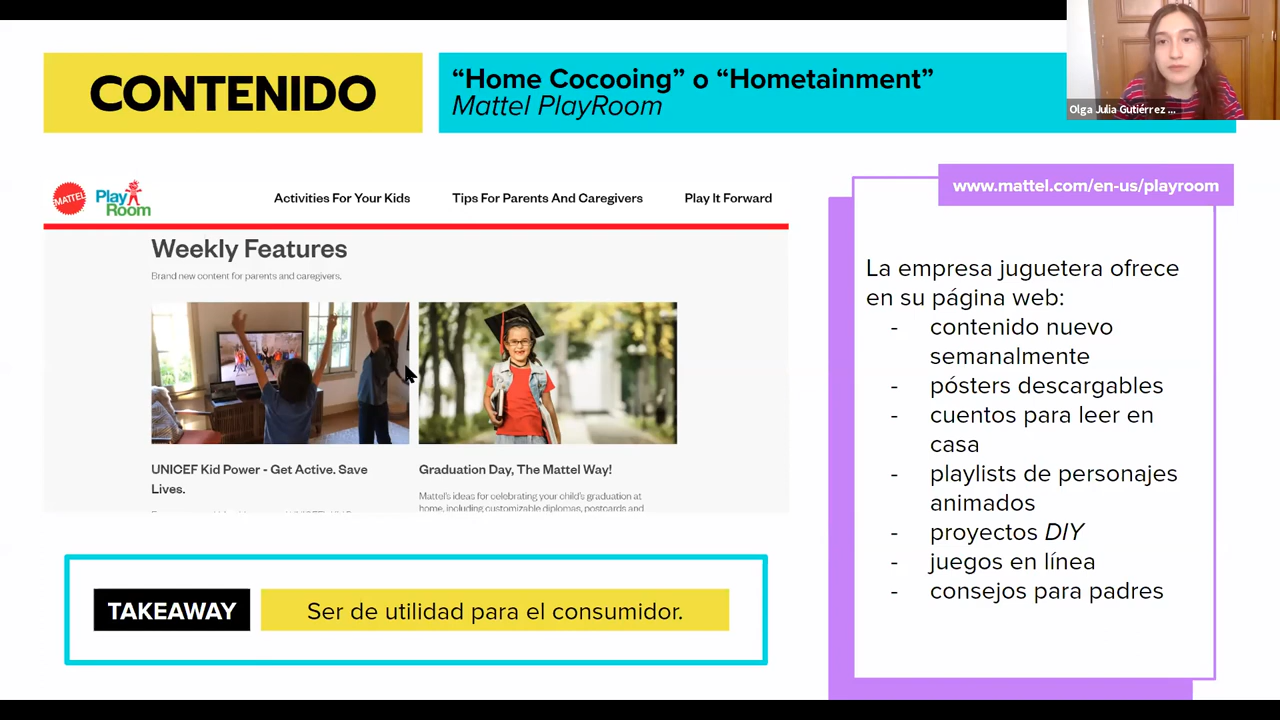 CONTENIDO
“Home Cocooing” o “Hometainment”
Mattel PlayRoom
Olga Julia Gutiérrez ...
MATTEL
Play
Room
Activities For Your Kids
Tips For Parents And Caregivers
Play It Forward
Weekly Features
Brand new content for parents and caregivers.
UNICEF Kid Power - Get Active. Save
Lives.
Graduation Day, The Mattel Way!
Mattel's ideas for celebrating your child's graduation at
home, including customizable diplomas, postcards and
TAKEAWAY
Ser de utilidad para el consumidor.
www.mattel.com/en-us/playroom
La empresa juguetera ofrece
en su página web:
- contenido nuevo
semanalmente
- pósters descargables
- cuentos para leer en
casa
- playlists de personajes
animados
- proyectos DIY
- juegos en línea
- consejos para padres